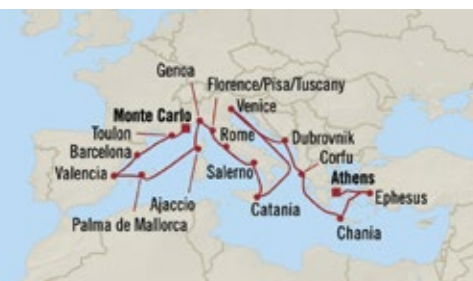 Genoa
Florence/Pisa/Tuscany
Venice
Monte Carlo
Toulon
Rome
Dubrovnik
Barcelona
Corfu
Valencia
Salerno
Athens
Ephesus
Ajaccio
Catania
Palma de Mallorca
Chania